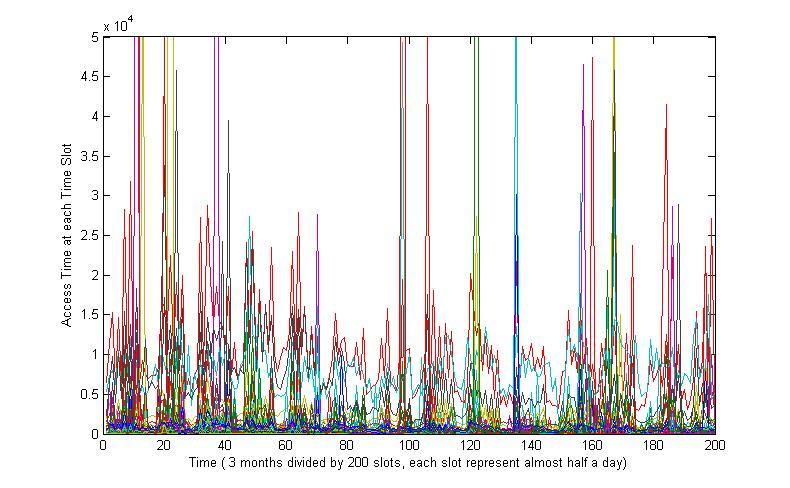 x 10^4
5
4.5
4
3.5
3
2.5
2
1.5
1
0.5
0
Access Time at each Time Slot
0 20 40 60 80 100 120 140 160 180 200
Time ( 3 months divided by 200 slots, each slot represent almost half a day)